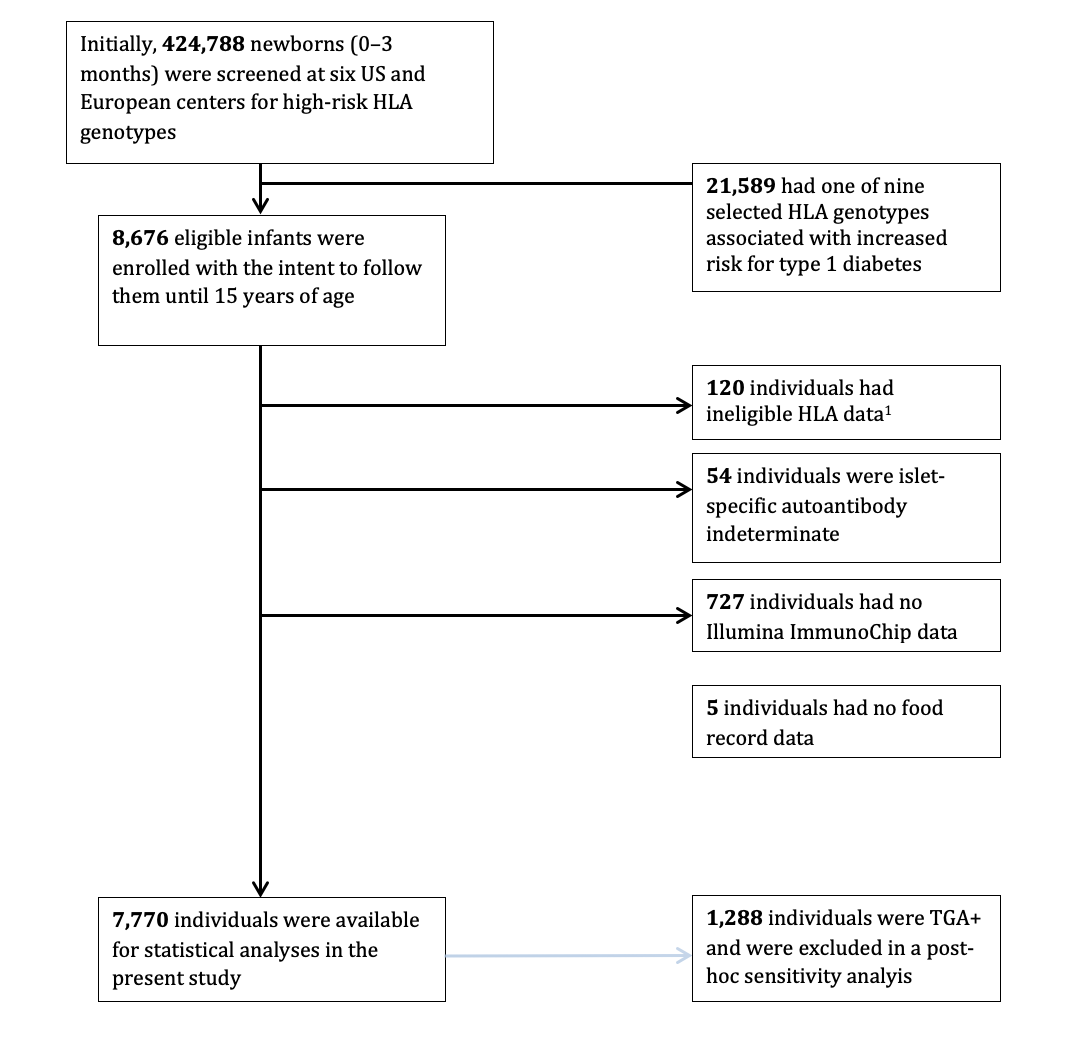 Initially, 424,788 newborns (0–3
months) were screened at six US and
European centers for high-risk HLA
genotypes
21,589 had one of nine
selected HLA genotypes
associated with increased
risk for type 1 diabetes
8,676 eligible infants were
enrolled with the intent to follow
them until 15 years of age
120 individuals had
ineligible HLA data¹
54 individuals were islet-
specific autoantibody
indeterminate
727 individuals had no
Illumina ImmunoChip data
5 individuals had no food
record data
7,770 individuals were available
for statistical analyses in the
present study
1,288 individuals were TGA+
and were excluded in a post-
hoc sensitivity analyis